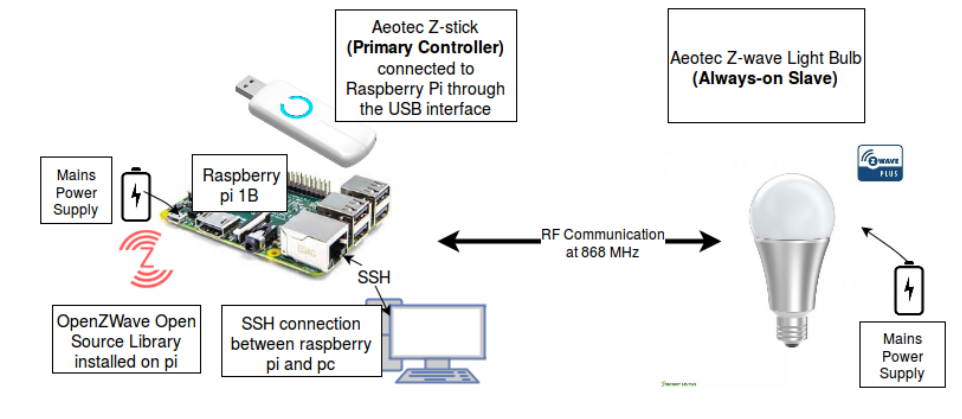 Aeotec Z-stick
(Primary Controller)
connected to
Raspberry Pi through
the USB interface
Aeotec Z-wave Light Bulb
(Always-on Slave)
Mains
Power
Supply
Raspberry
pi 1B
Z WAVE
PLUS
RF Communication
at 868 MHz
SSH
OpenZWave Open
Source Library
installed on pi
SSH connection
between raspberry
pi and pc
Mains
Power
Supply